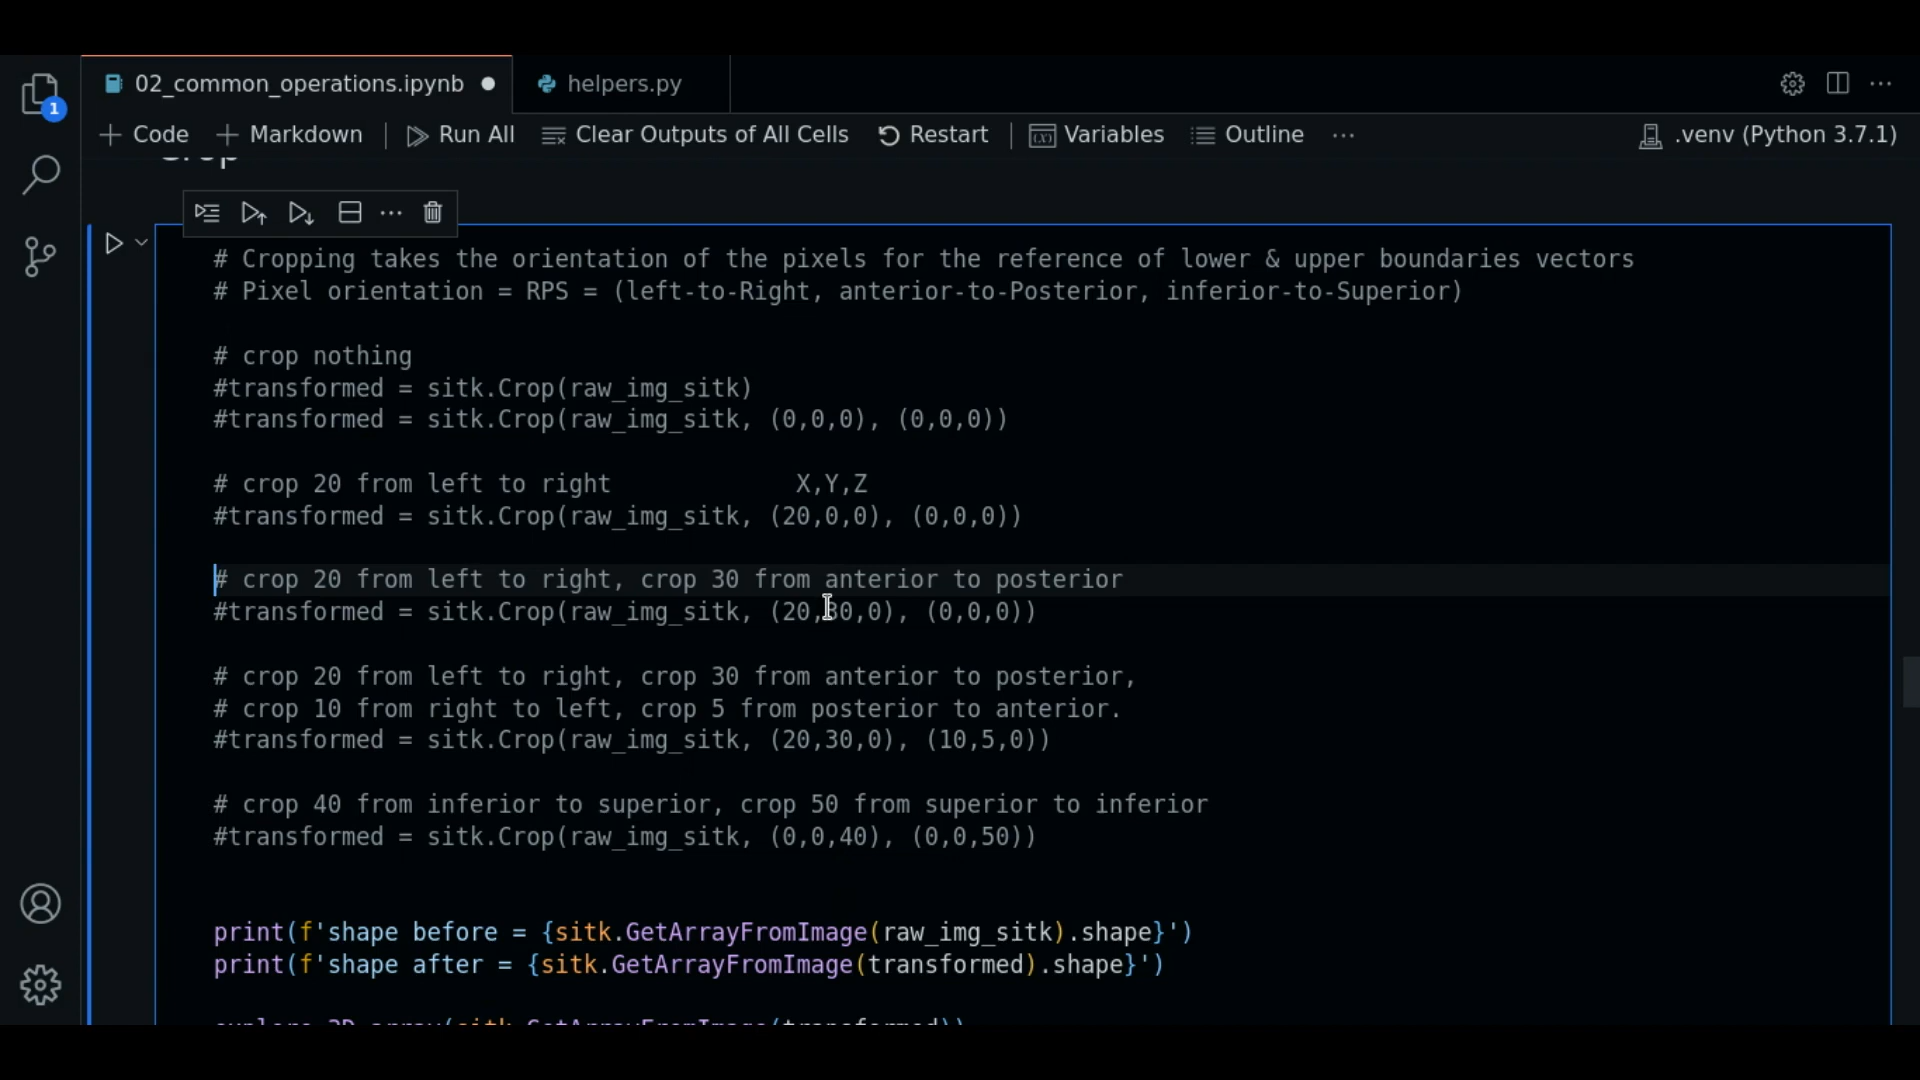 02_common_operations.ipynb
helpers.py
1
Code
Markdown
Run All
Clear Outputs of All Cells
Restart
Variables
Outline
.venv (Python 3.7.1)
Crop
# Cropping takes the orientation of the pixels for the reference of lower & upper boundaries vectors
# Pixel orientation = RPS = (left-to-Right, anterior-to-Posterior, inferior-to-Superior)
# crop nothing
#transformed = sitk.Crop(raw_img_sitk)
#transformed = sitk.Crop(raw_img_sitk, (0,0,0), (0,0,0))
# crop 20 from left to right             X,Y,Z
#transformed = sitk.Crop(raw_img_sitk, (20,0,0), (0,0,0))
# crop 20 from left to right, crop 30 from anterior to posterior
#transformed = sitk.Crop(raw_img_sitk, (20,30,0), (0,0,0))
# crop 20 from left to right, crop 30 from anterior to posterior,
# crop 10 from right to left, crop 5 from posterior to anterior.
#transformed = sitk.Crop(raw_img_sitk, (20,30,0), (10,5,0))
# crop 40 from inferior to superior, crop 50 from superior to inferior
#transformed = sitk.Crop(raw_img_sitk, (0,0,40), (0,0,50))
print(f'shape before = {sitk.GetArrayFromImage(raw_img_sitk).shape}')
print(f'shape after = {sitk.GetArrayFromImage(transformed).shape}')
explore_3D_array(sitk.GetArrayFromImage(transformed))